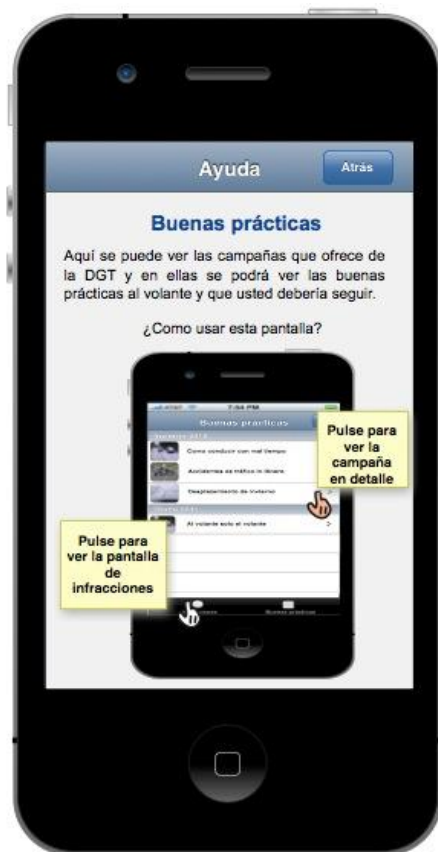 Ayuda
Atrás
Buenas prácticas
Aquí se puede ver las campañas que ofrece de
la DGT y en ellas se podrá ver las buenas
prácticas al volante y que usted debería seguir.
¿Como usar esta pantalla?
7:54 PM
Buenas prácticas
Como conducir con mal tiempo
Accidentes de tráfico in itinere
Desplazamiento de invierno
Al volante solo al volante
Buenas prácticas
Pulse para
ver la
campaña
en detalle
Pulse para
ver la pantalla
de
infracciones